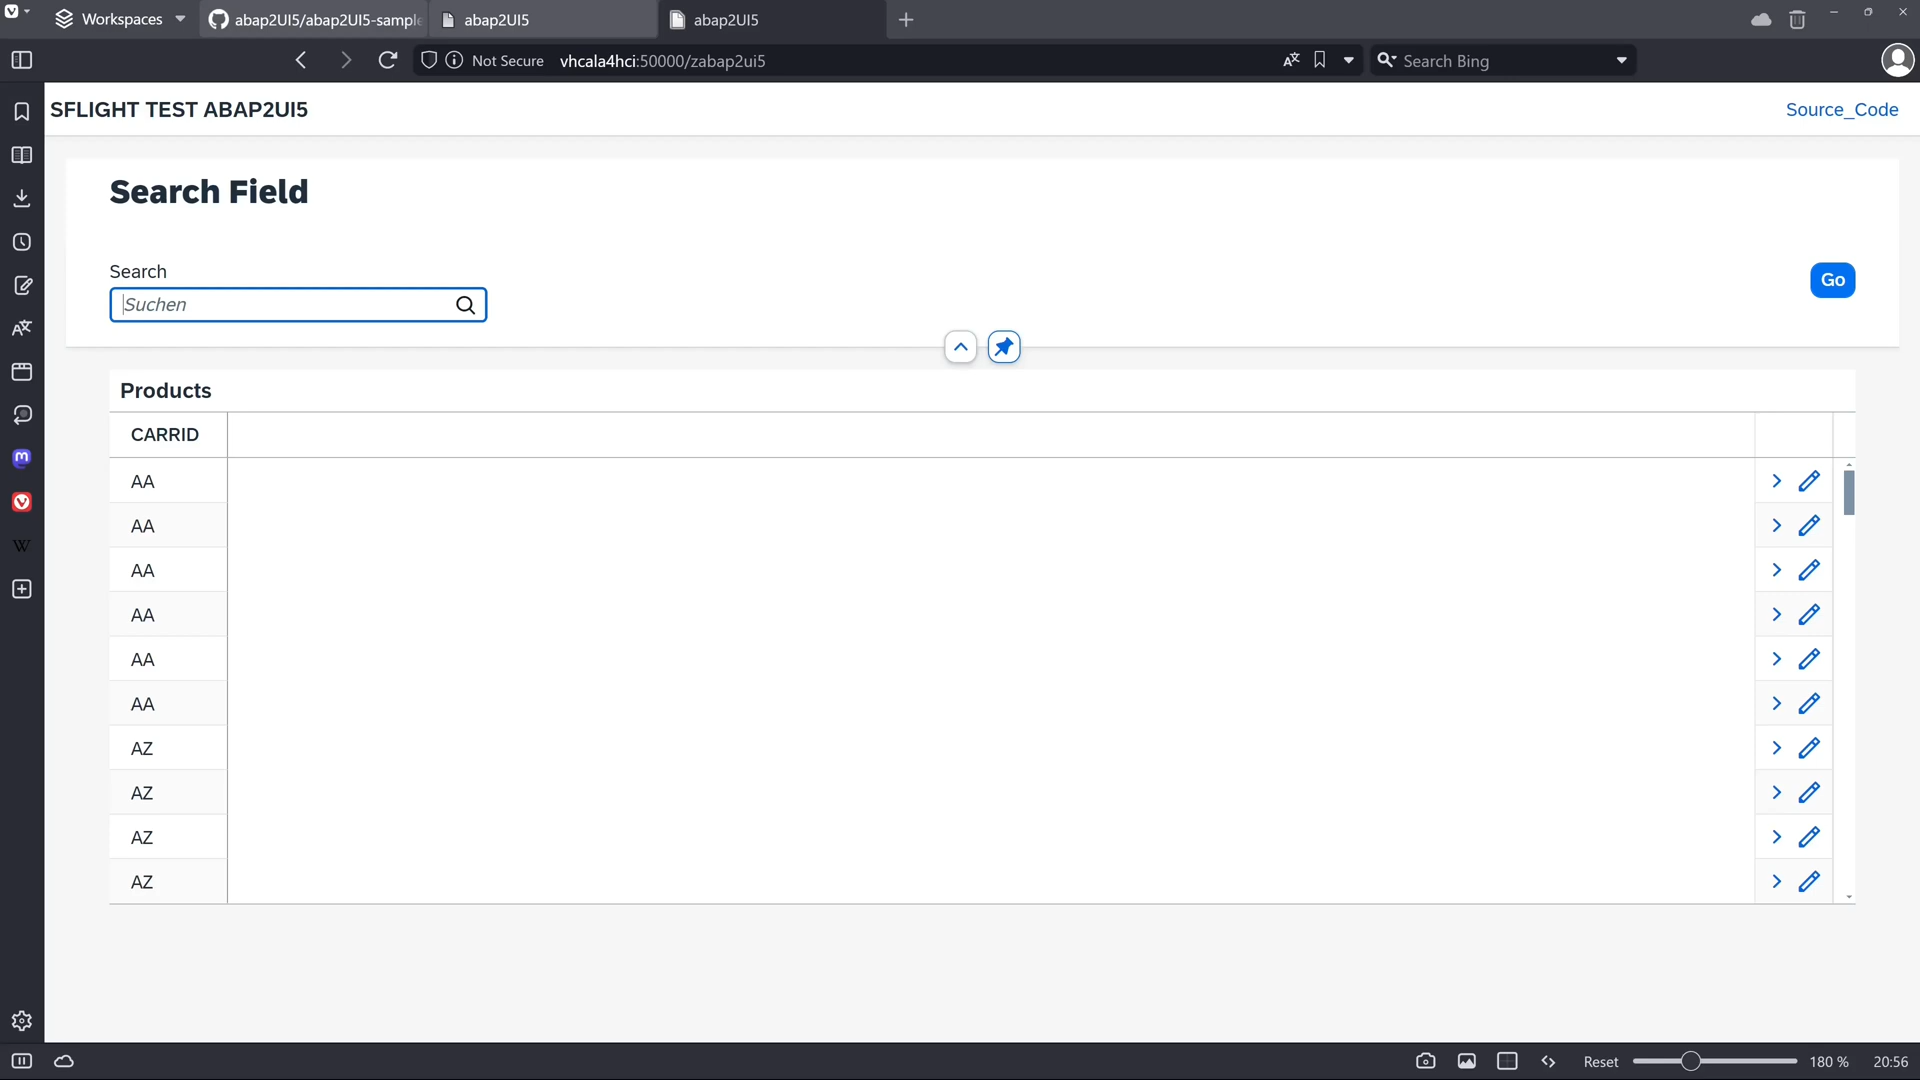 Workspaces
abap2UI5/abap2UI5-sample
abap2UI5
abap2UI5
Not Secure vhcala4hci:50000/zabap2ui5
Search Bing
SFLIGHT TEST ABAP2UI5
Source_Code
Search Field
Search
Suchen
Go
Products
CARRID
AA
AA
AA
AA
AA
AA
AZ
AZ
AZ
AZ
Reset
180 %
20:56